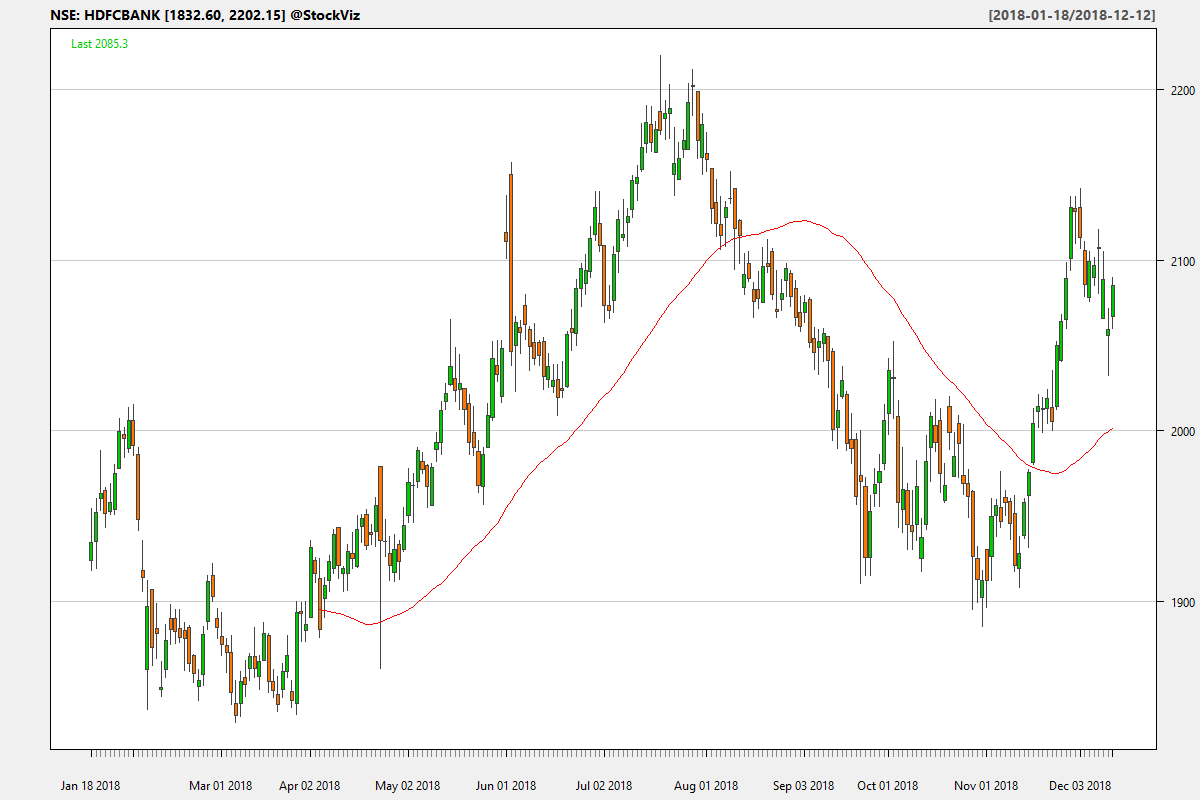 NSE: HDFCBANK [1832.60, 2202.15] @StockViz
[2018-01-18/2018-12-12]
Last 2085.3
2200
2100
2000
1900
Jan 18 2018 Mar 01 2018 Apr 02 2018 May 02 2018 Jun 01 2018 Jul 02 2018 Aug 01 2018 Sep 03 2018 Oct 01 2018 Nov 01 2018 Dec 03 2018